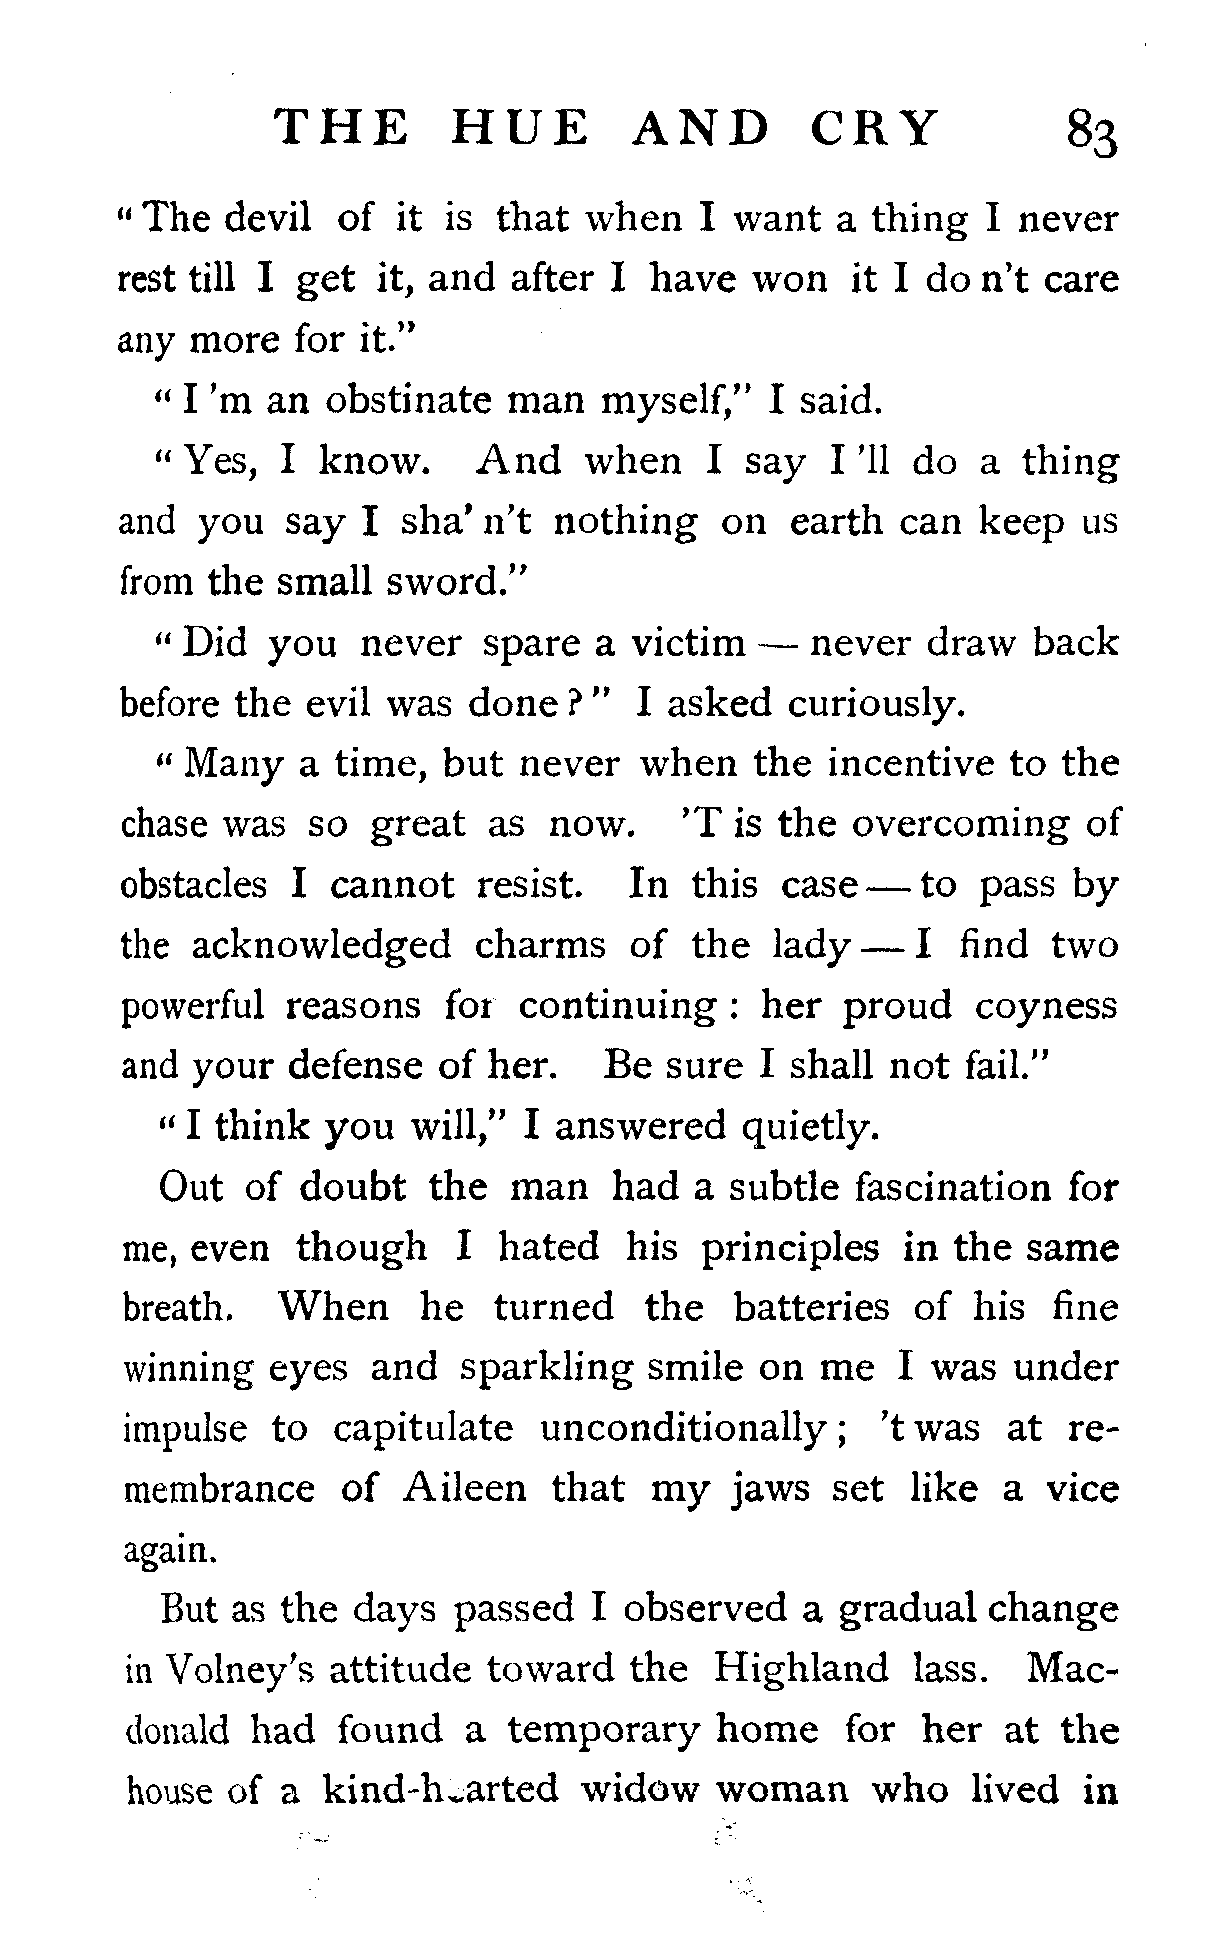 THE HUE AND CRY 83
"The devil of it is that when I want a thing I never
rest till I get it, and after I have won it I do n't care
any more for it."
"I 'm an obstinate man myself," I said.
"Yes, I know. And when I say I 'll do a thing
and you say I sha' n't nothing on earth can keep us
from the small sword."
"Did you never spare a victim — never draw back
before the evil was done?" I asked curiously.
"Many a time, but never when the incentive to the
chase was so great as now. 'T is the overcoming of
obstacles I cannot resist. In this case — to pass by
the acknowledged charms of the lady — I find two
powerful reasons for continuing : her proud coyness
and your defense of her. Be sure I shall not fail."
"I think you will," I answered quietly.
Out of doubt the man had a subtle fascination for
me, even though I hated his principles in the same
breath. When he turned the batteries of his fine
winning eyes and sparkling smile on me I was under
impulse to capitulate unconditionally ; 't was at re-
membrance of Aileen that my jaws set like a vice
again.
But as the days passed I observed a gradual change
in Volney's attitude toward the Highland lass. Mac-
donald had found a temporary home for her at the
house of a kind-hearted widow woman who lived in